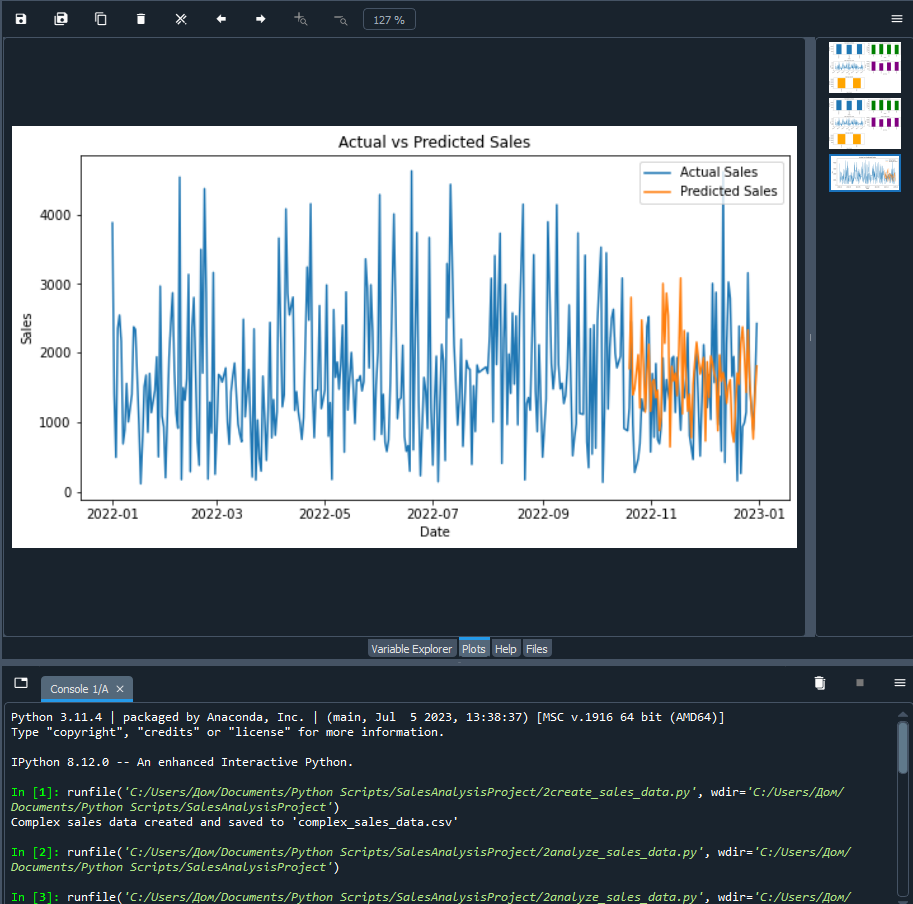 127 %
Actual vs Predicted Sales
Actual Sales
Predicted Sales
4000
3000
2000
1000
0
Sales
2022-01 2022-03 2022-05 2022-07 2022-09 2022-11 2023-01
Date
Variable Explorer Plots Help Files
Console 1/A ×
Python 3.11.4 | packaged by Anaconda, Inc. | (main, Jul  5 2023, 13:38:37) [MSC v.1916 64 bit (AMD64)]
Type "copyright", "credits" or "license" for more information.
IPython 8.12.0 -- An enhanced Interactive Python.
In [1]: runfile('C:/Users/Дом/Documents/Python Scripts/SalesAnalysisProject/2create_sales_data.py', wdir='C:/Users/Дом/
Documents/Python Scripts/SalesAnalysisProject')
Complex sales data created and saved to 'complex_sales_data.csv'
In [2]: runfile('C:/Users/Дом/Documents/Python Scripts/SalesAnalysisProject/2analyze_sales_data.py', wdir='C:/Users/Дом/
Documents/Python Scripts/SalesAnalysisProject')
In [3]: runfile('C:/Users/Дом/Documents/Python Scripts/SalesAnalysisProject/2analyze_sales_data.py', wdir='C:/Users/Дом/